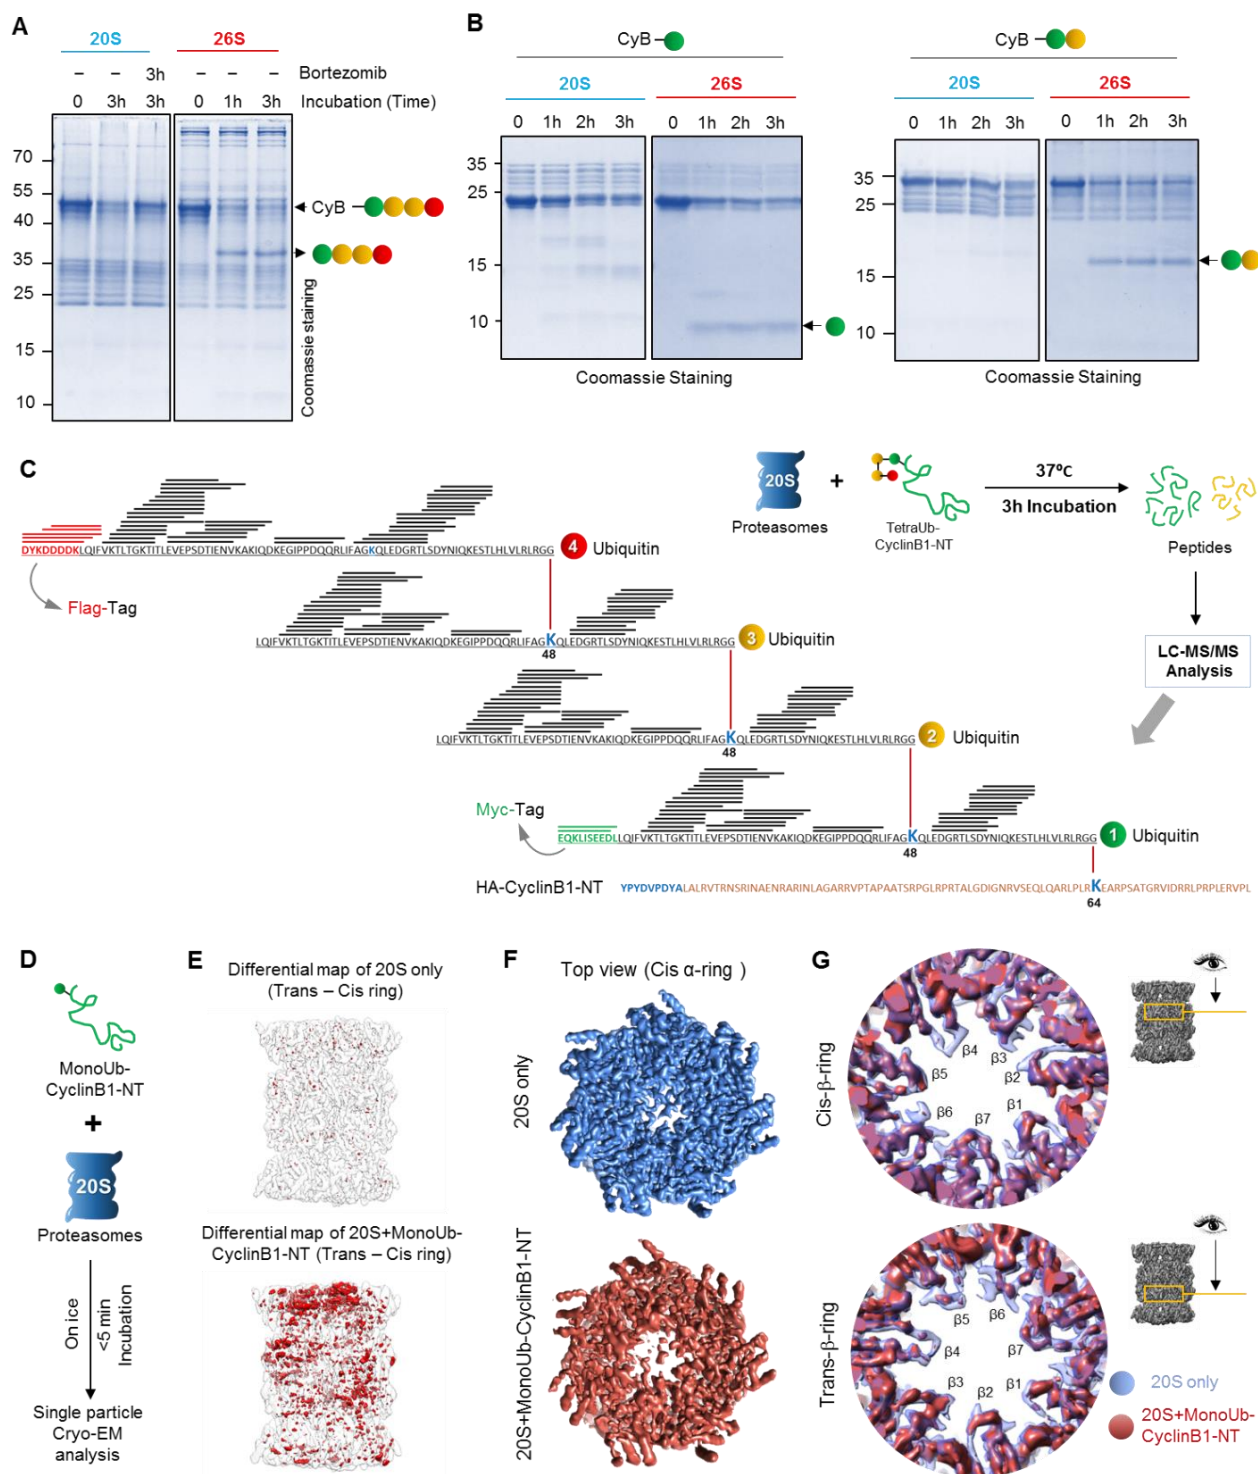 A
20S
26S
– – 3h – – – Bortezomib
0 3h 3h 0 1h 3h Incubation (Time)
70
55
40
35
25
15
10
CyB
Coomassie staining
B
CyB
20S
26S
0 1h 2h 3h 0 1h 2h 3h
35
25
15
10
Coomassie Staining
CyB
20S
26S
0 1h 2h 3h 0 1h 2h 3h
35
25
15
10
Coomassie Staining
C
20S
Proteasomes
+
TetraUb-
CyclinB1-NT
37ºC
3h Incubation
Peptides
LC-MS/MS
Analysis
DYKDDDDKLQIFVKTLTGKTITLEVEPSDTIENVKAKIQDKEGIPPDQQRLIFAGKQLEDGRTLSDYNIQKESTLHLVLRLRGG 4 Ubiquitin
Flag-Tag
LQIFVKTLTGKTITLEVEPSDTIENVKAKIQDKEGIPPDQQRLIFAGKQLEDGRTLSDYNIQKESTLHLVLRLRGG 3 Ubiquitin
48
LQIFVKTLTGKTITLEVEPSDTIENVKAKIQDKEGIPPDQQRLIFAGKQLEDGRTLSDYNIQKESTLHLVLRLRGG 2 Ubiquitin
48
Myc-Tag
EQKLISEEDLLQIFVKTLTGKTITLEVEPSDTIENVKAKIQDKEGIPPDQQRLIFAGKQLEDGRTLSDYNIQKESTLHLVLRLRGG 1 Ubiquitin
48
HA-CyclinB1-NT YPYDVPDYALALRVTRNSRINAENRARINLAGARRVPTAPAATSRPGLRPRTALGDIGNRVSEQLQARLPLRKEARPSATGRVIDRRLPRPLERVPL
64
D
MonoUb-
CyclinB1-NT
+
20S
Proteasomes
On ice
<5 min
Incubation
Single particle
Cryo-EM
analysis
E
Differential map of 20S only
(Trans – Cis ring)
Differential map of 20S+MonoUb-
CyclinB1-NT (Trans – Cis ring)
F
Top view (Cis α-ring )
20S only
20S+MonoUb-CyclinB1-NT
G
Cis-β-ring
β4
β3
β5
β2
β6
β1
β7
Trans-β-ring
β5
β6
β4
β7
β3
β2
β1
20S only
20S+MonoUb-
CyclinB1-NT